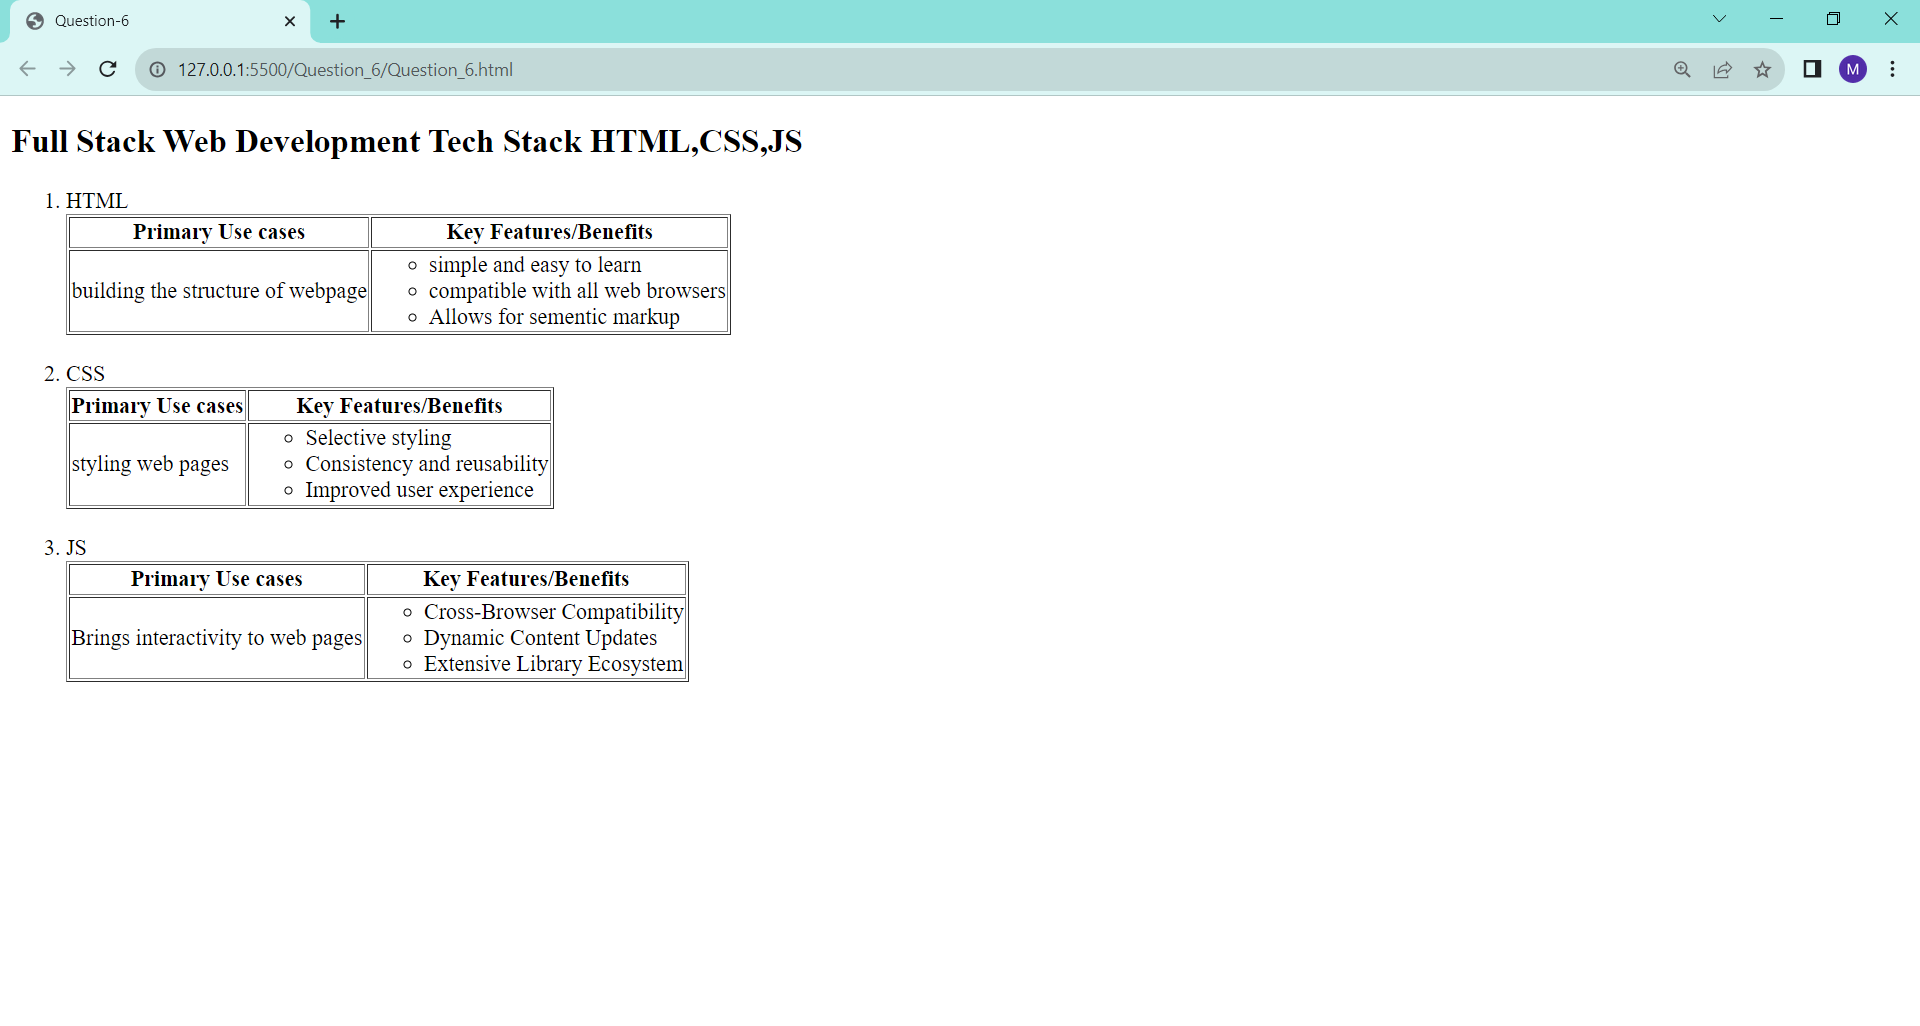 Question-6
127.0.0.1:5500/Question_6/Question_6.html
M
Full Stack Web Development Tech Stack HTML,CSS,JS
1. HTML
Primary Use cases Key Features/Benefits
building the structure of webpage
simple and easy to learn
compatible with all web browsers
Allows for sementic markup
2. CSS
Primary Use cases Key Features/Benefits
styling web pages
Selective styling
Consistency and reusability
Improved user experience
3. JS
Primary Use cases Key Features/Benefits
Brings interactivity to web pages
Cross-Browser Compatibility
Dynamic Content Updates
Extensive Library Ecosystem